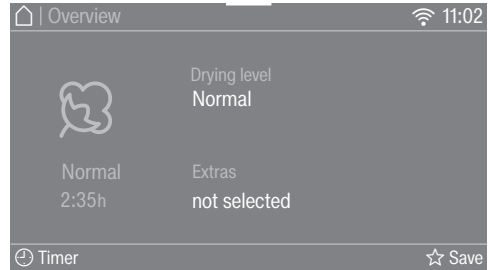 | Overview 11:02
Drying level
Normal
Normal
2:35h
Extras
not selected
Timer
Save